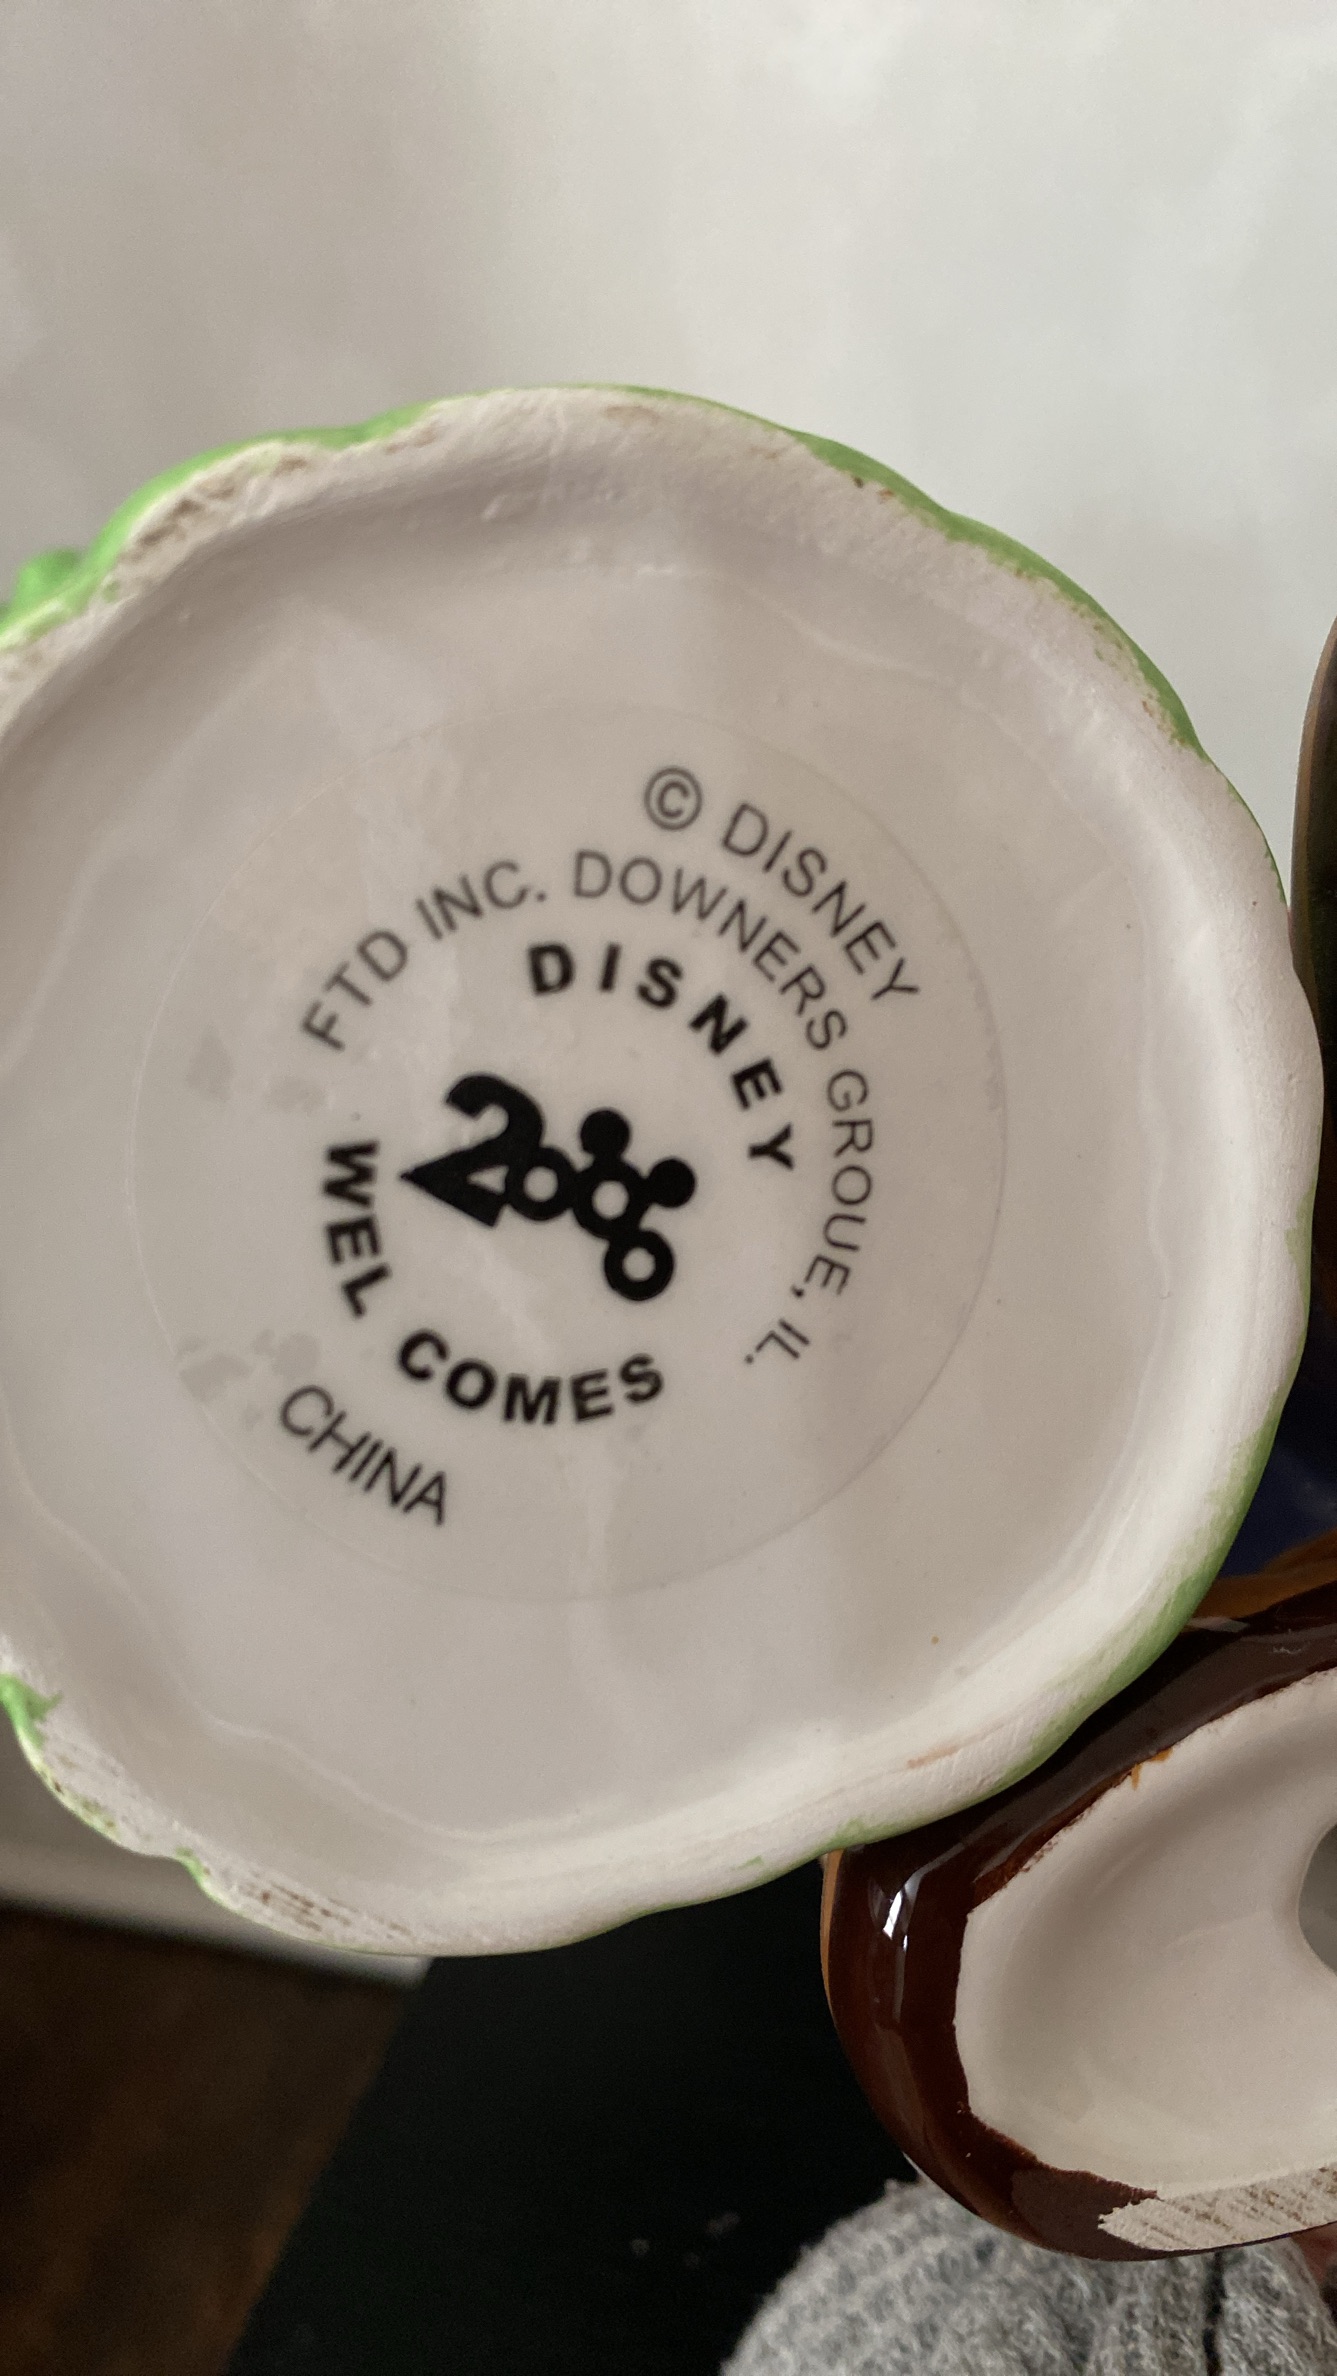 © DISNEY
FTD INC. DOWNERS GROUE, IL.
DISNEY
2000
WEL COMES
CHINA